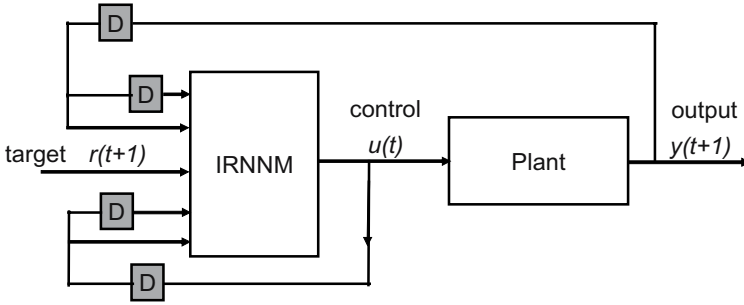 D
D
control
output
target
r(t+1)
IRNNM
u(t)
Plant
y(t+1)
D
D